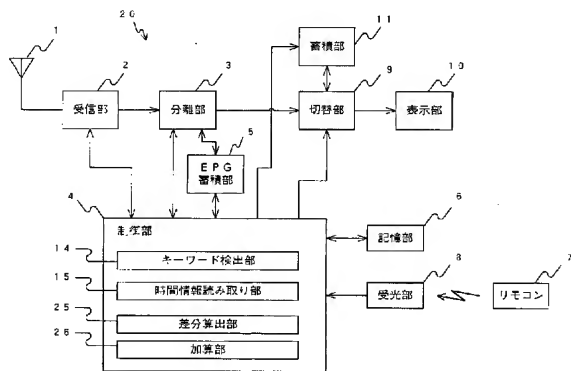 20
1
2
受信部
3
分離部
11
蓄積部
9
切替部
10
表示部
5
EPG
蓄積部
4
制御部
14
キーワード検出部
15
時間情報読み取り部
25
差分算出部
26
加算部
6
記憶部
8
受光部
7
リモコン